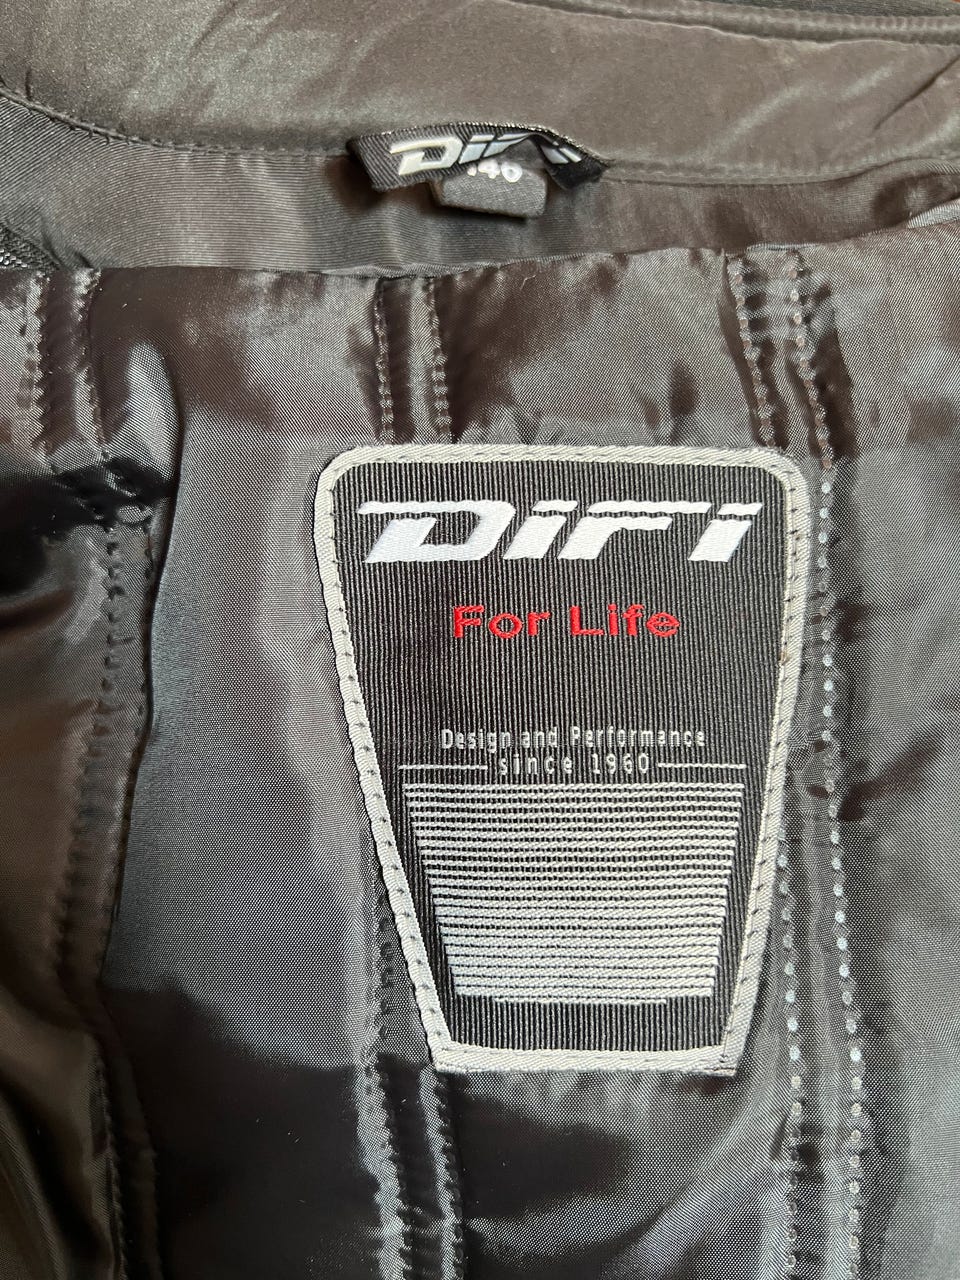 DiFi
140
DiFi
For Life
Design and Performance
since 1960